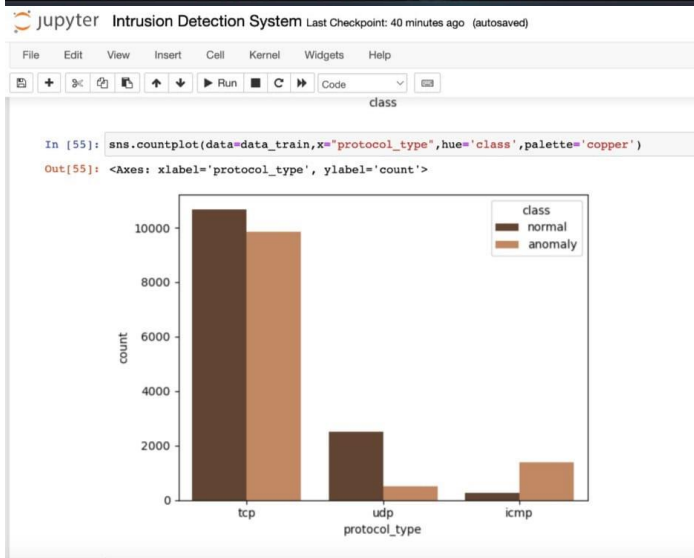 jupyter Intrusion Detection System Last Checkpoint: 40 minutes ago (autosaved)
File Edit View Insert Cell Kernel Widgets Help
Run Code
class
In [55]: sns.countplot(data=data_train,x="protocol_type",hue='class',palette='copper')
Out[55]: <Axes: xlabel='protocol_type', ylabel='count'>
class
normal
anomaly
10000
8000
6000
4000
2000
0
count
tcp udp icmp
protocol_type